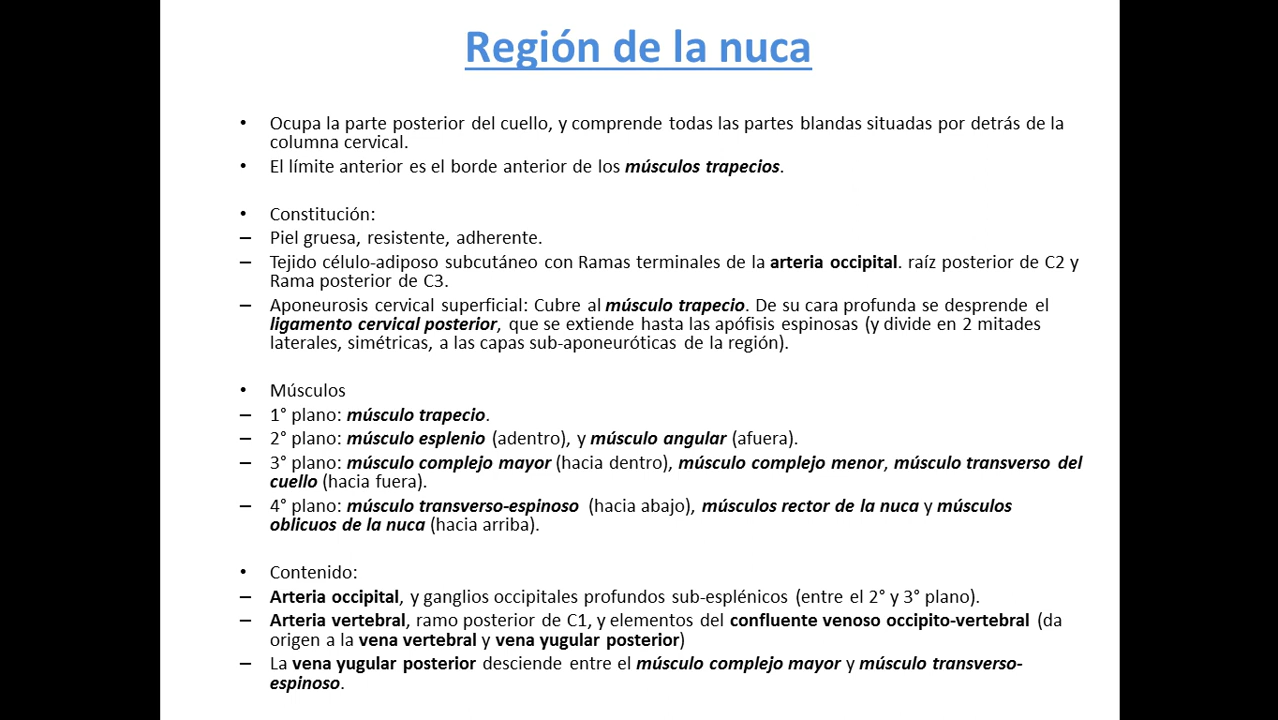 Región de la nuca
• Ocupa la parte posterior del cuello, y comprende todas las partes blandas situadas por detrás de la
columna cervical.
• El límite anterior es el borde anterior de los músculos trapecios.
• Constitución:
– Piel gruesa, resistente, adherente.
– Tejido célulo-adiposo subcutáneo con Ramas terminales de la arteria occipital. raíz posterior de C2 y
Rama posterior de C3.
– Aponeurosis cervical superficial: Cubre al músculo trapecio. De su cara profunda se desprende el
ligamento cervical posterior, que se extiende hasta las apófisis espinosas (y divide en 2 mitades
laterales, simétricas, a las capas sub-aponeuróticas de la región).
• Músculos
– 1° plano: músculo trapecio.
– 2° plano: músculo esplenio (adentro), y músculo angular (afuera).
– 3° plano: músculo complejo mayor (hacia dentro), músculo complejo menor, músculo transverso del
cuello (hacia fuera).
– 4° plano: músculo transverso-espinoso (hacia abajo), músculos rector de la nuca y músculos
oblicuos de la nuca (hacia arriba).
• Contenido:
– Arteria occipital, y ganglios occipitales profundos sub-esplénicos (entre el 2° y 3° plano).
– Arteria vertebral, ramo posterior de C1, y elementos del confluente venoso occipito-vertebral (da
origen a la vena vertebral y vena yugular posterior)
– La vena yugular posterior desciende entre el músculo complejo mayor y músculo transverso-
espinoso.